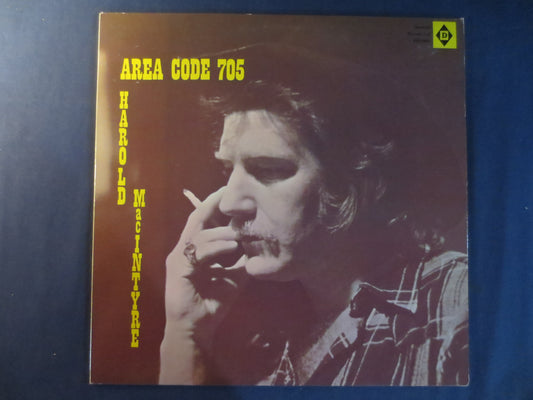 AREA CODE 705
HAROLD
MacINTYRE
D